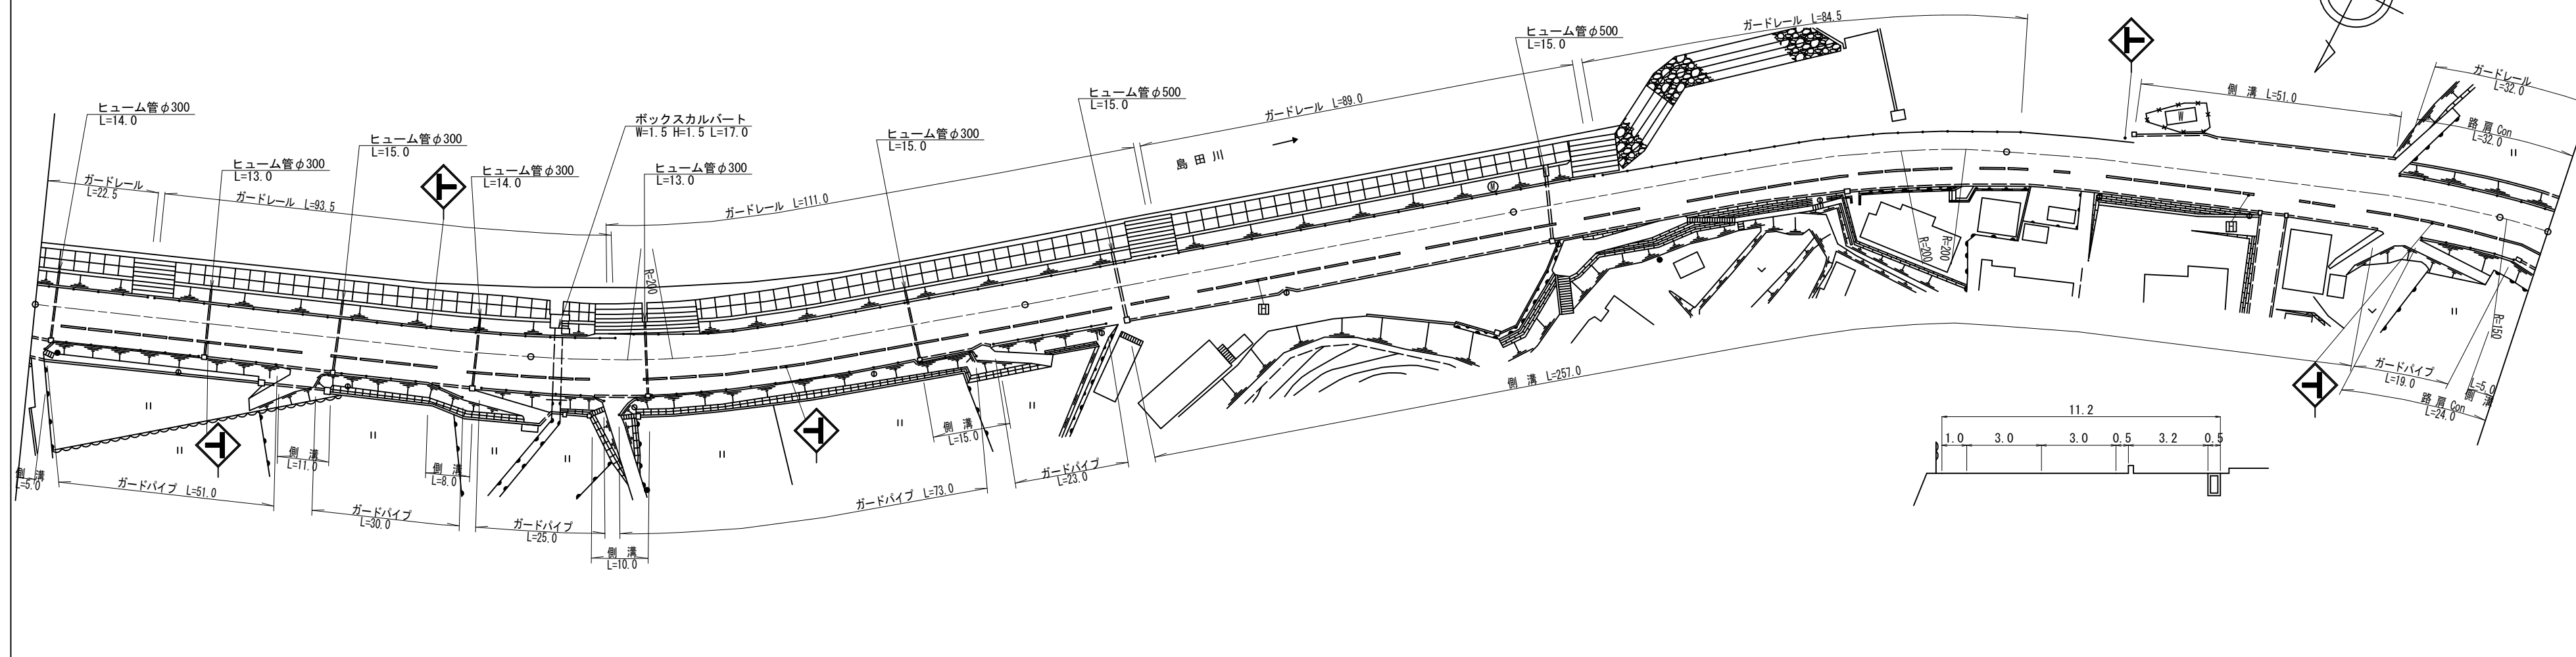 ヒューム管φ300
L=14.0
ヒューム管φ300
L=13.0
ヒューム管φ300
L=15.0
ヒューム管φ300
L=14.0
ボックスカルバート
W=1.5 H=1.5 L=17.0
ヒューム管φ300
L=13.0
ヒューム管φ300
L=15.0
ヒューム管φ500
L=15.0
ヒューム管φ500
L=15.0
ガードレール
L=22.5
ガードレール L=93.5
ガードレール L=111.0
ガードレール L=89.0
ガードレール L=84.5
島田川
側 溝 L=51.0
ガードレール
L=32.0
路肩 Con
L=32.0
W
M
R=200
R=200
R=200
R=150
H
H
側 溝
L=5.0
ガードパイプ L=51.0
側 溝
L=11.0
ガードパイプ
L=30.0
側 溝
L=8.0
ガードパイプ
L=25.0
側 溝
L=10.0
ガードパイプ L=73.0
側 溝
L=15.0
ガードパイプ
L=23.0
側 溝 L=257.0
ガードパイプ
L=19.0
側 溝
L=5.0
路肩 Con
L=24.0
11.2
1.0 3.0 3.0 0.5 3.2 0.5